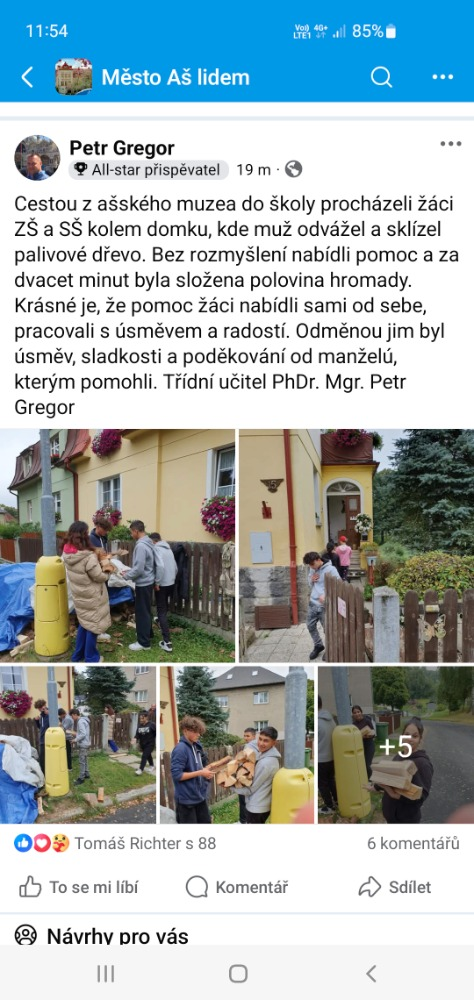 11:54
Vo)) 4G+
LTE1
85%
Město Aš lidem
Petr Gregor
All-star přispěvatel 19 m ·
Cestou z ašského muzea do školy procházeli žáci
ZŠ a SŠ kolem domku, kde muž odvážel a sklízel
palivové dřevo. Bez rozmyšlení nabídli pomoc a za
dvacet minut byla složena polovina hromady.
Krásné je, že pomoc žáci nabídli sami od sebe,
pracovali s úsměvem a radostí. Odměnou jim byl
úsměv, sladkosti a poděkování od manželú,
kterým pomohli. Třídní učitel PhDr. Mgr. Petr
Gregor
+5
Tomáš Richter s 88
6 komentářů
To se mi líbí
Komentář
Sdílet
Návrhy pro vás